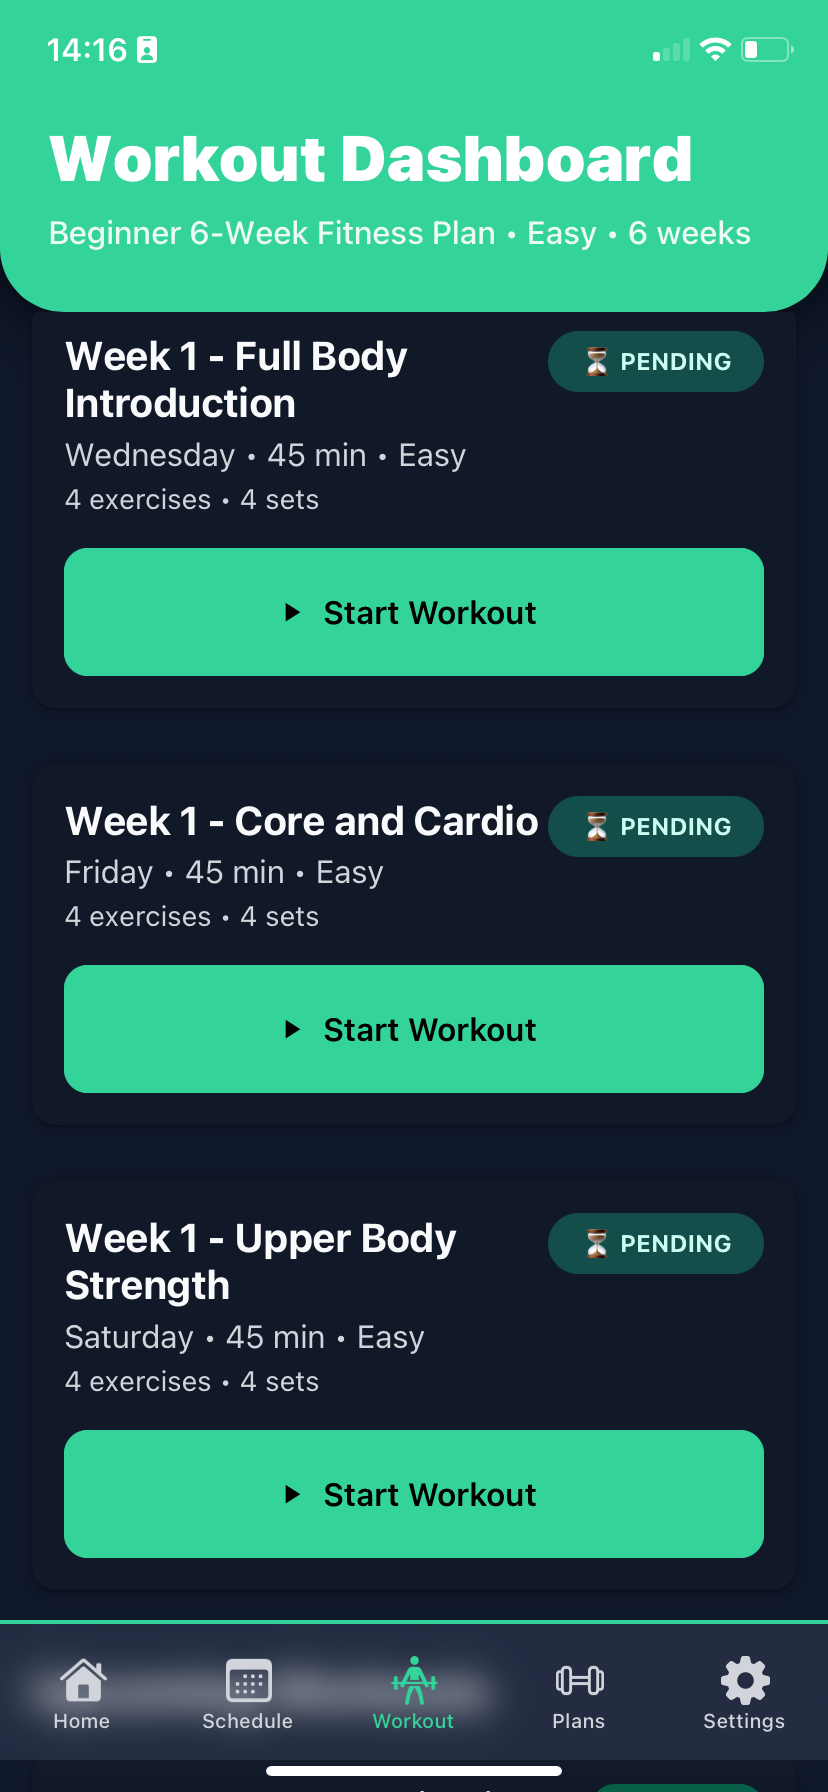 14:16
Workout Dashboard
Beginner 6-Week Fitness Plan • Easy • 6 weeks
Week 1 - Full Body
Introduction
⏳ PENDING
Wednesday • 45 min • Easy
4 exercises • 4 sets
Start Workout
Week 1 - Core and Cardio
⏳ PENDING
Friday • 45 min • Easy
4 exercises • 4 sets
Start Workout
Week 1 - Upper Body
Strength
⏳ PENDING
Saturday • 45 min • Easy
4 exercises • 4 sets
Start Workout
Home
Schedule
Workout
Plans
Settings